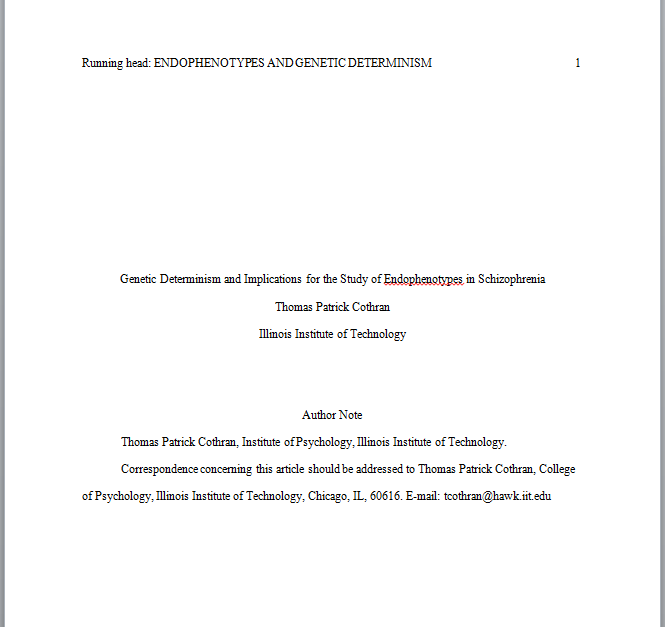 Running head: ENDOPHENOTYPES AND GENETIC DETERMINISM 1
Genetic Determinism and Implications for the Study of Endophenotypes in Schizophrenia
Thomas Patrick Cothran
Illinois Institute of Technology
Author Note
Thomas Patrick Cothran, Institute of Psychology, Illinois Institute of Technology.
Correspondence concerning this article should be addressed to Thomas Patrick Cothran, College
of Psychology, Illinois Institute of Technology, Chicago, IL, 60616. E-mail: tcothran@hawk.iit.edu